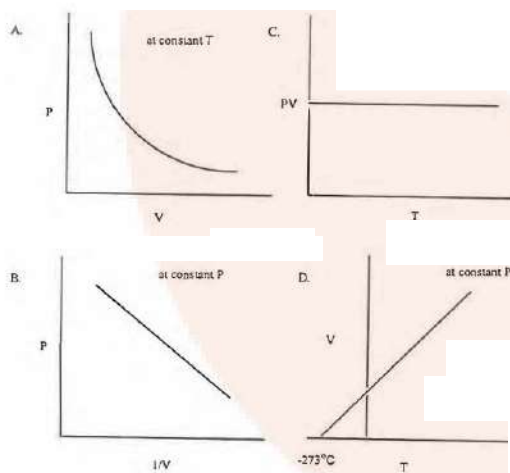 A.
at constant T
P
V
C.
PV
T
B.
at constant P
P
1/V
D.
at constant P
V
-273°C
T